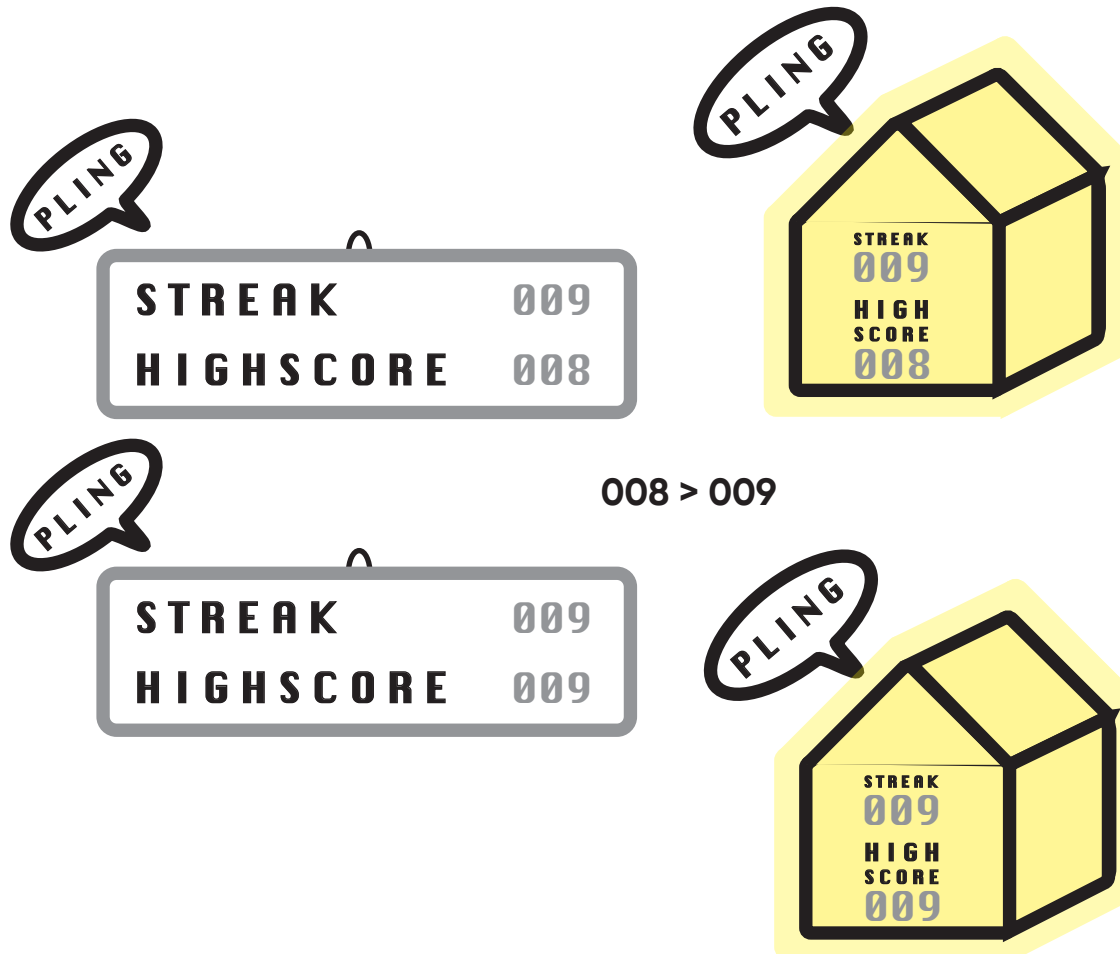 PLING
STREAK 009
HIGHSCORE 008
PLING
STREAK
009
HIGH
SCORE
008
008 > 009
PLING
STREAK 009
HIGHSCORE 009
PLING
STREAK
009
HIGH
SCORE
009